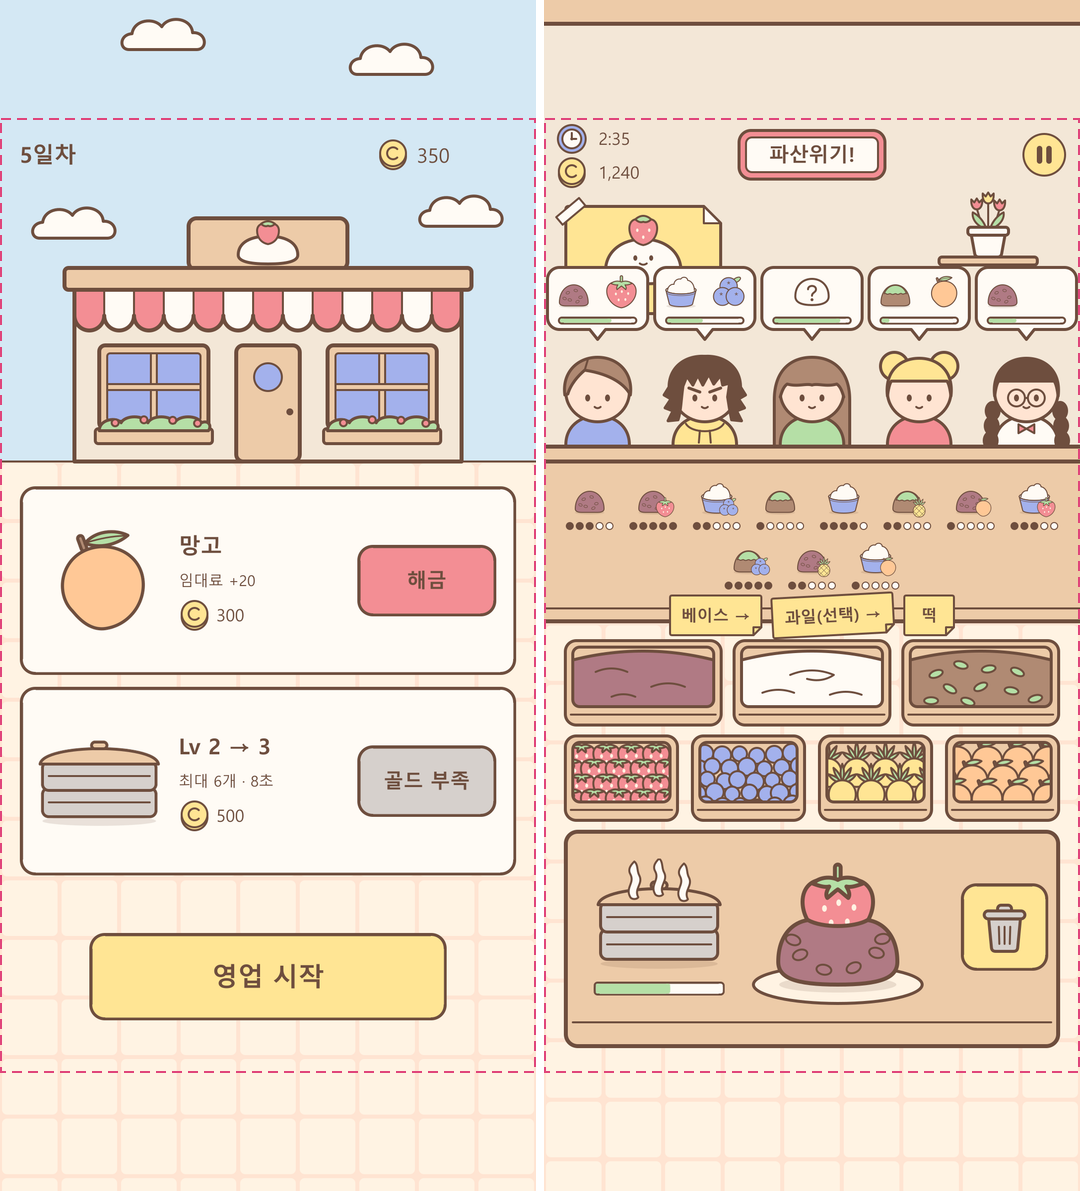 5일차
C 350
망고
임대료 +20
C 300
해금
Lv 2 → 3
최대 6개 · 8초
C 500
골드 부족
영업 시작
2:35
C 1,240
파산위기!
?
베이스 →
과일(선택) →
떡